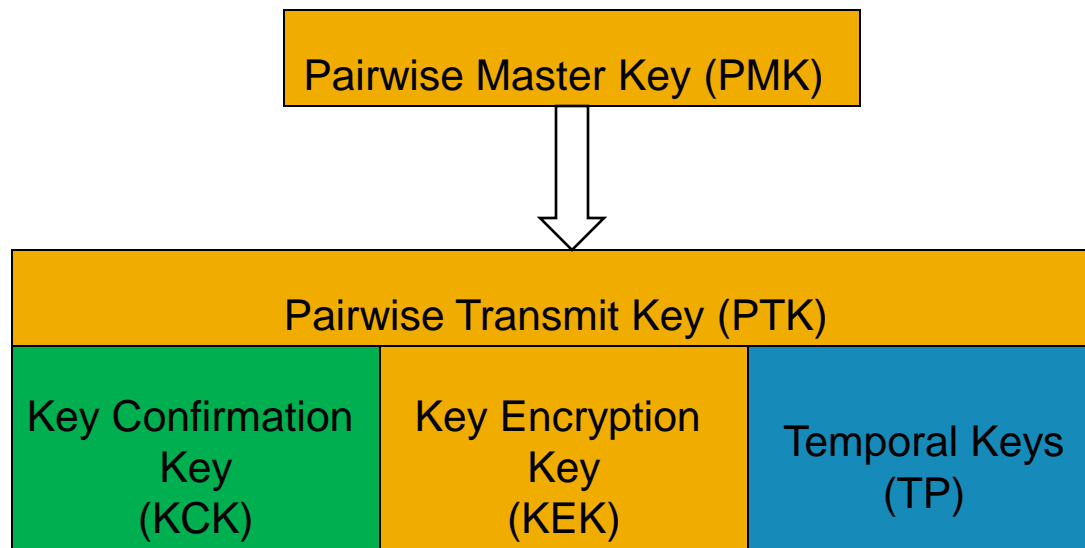 Pairwise Master Key (PMK)
Pairwise Transmit Key (PTK)
Key Confirmation
Key
(KCK)
Key Encryption
Key
(KEK)
Temporal Keys
(TP)